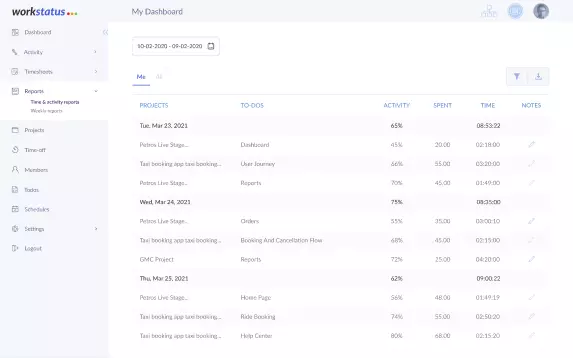 workstatus
My Dashboard
Dashboard
Activity
Timesheets
Reports
Time & activity reports
Weekly reports
Projects
Time-off
Members
Todos
Schedules
Settings
Logout
10-02-2020 - 09-02-2020
Me
PROJECTS TO-DOS ACTIVITY SPENT TIME NOTES
Tue, Mar 23, 2021 65% 08:53:22
Petros Live Stage... Dashboard 45% 20.00 02:18:00
Taxi booking app taxi booking... User Journey 66% 55.00 03:20:00
Petros Live Stage... Reports 70% 45.00 01:49:00
Wed, Mar 24, 2021 75% 08:35:00
Petros Live Stage... Orders 55% 35.00 03:00:10
Taxi booking app taxi booking... Booking And Cancellation Flow 68% 45.00 02:15:00
GMC Project Reports 72% 25.00 04:20:00
Thu, Mar 25, 2021 62% 09:00:22
Petros Live Stage... Home Page 56% 48.00 01:49:19
Taxi booking app taxi booking... Ride Booking 74% 55.00 02:50:20
Taxi booking app taxi booking... Help Center 80% 68.00 02:15:20